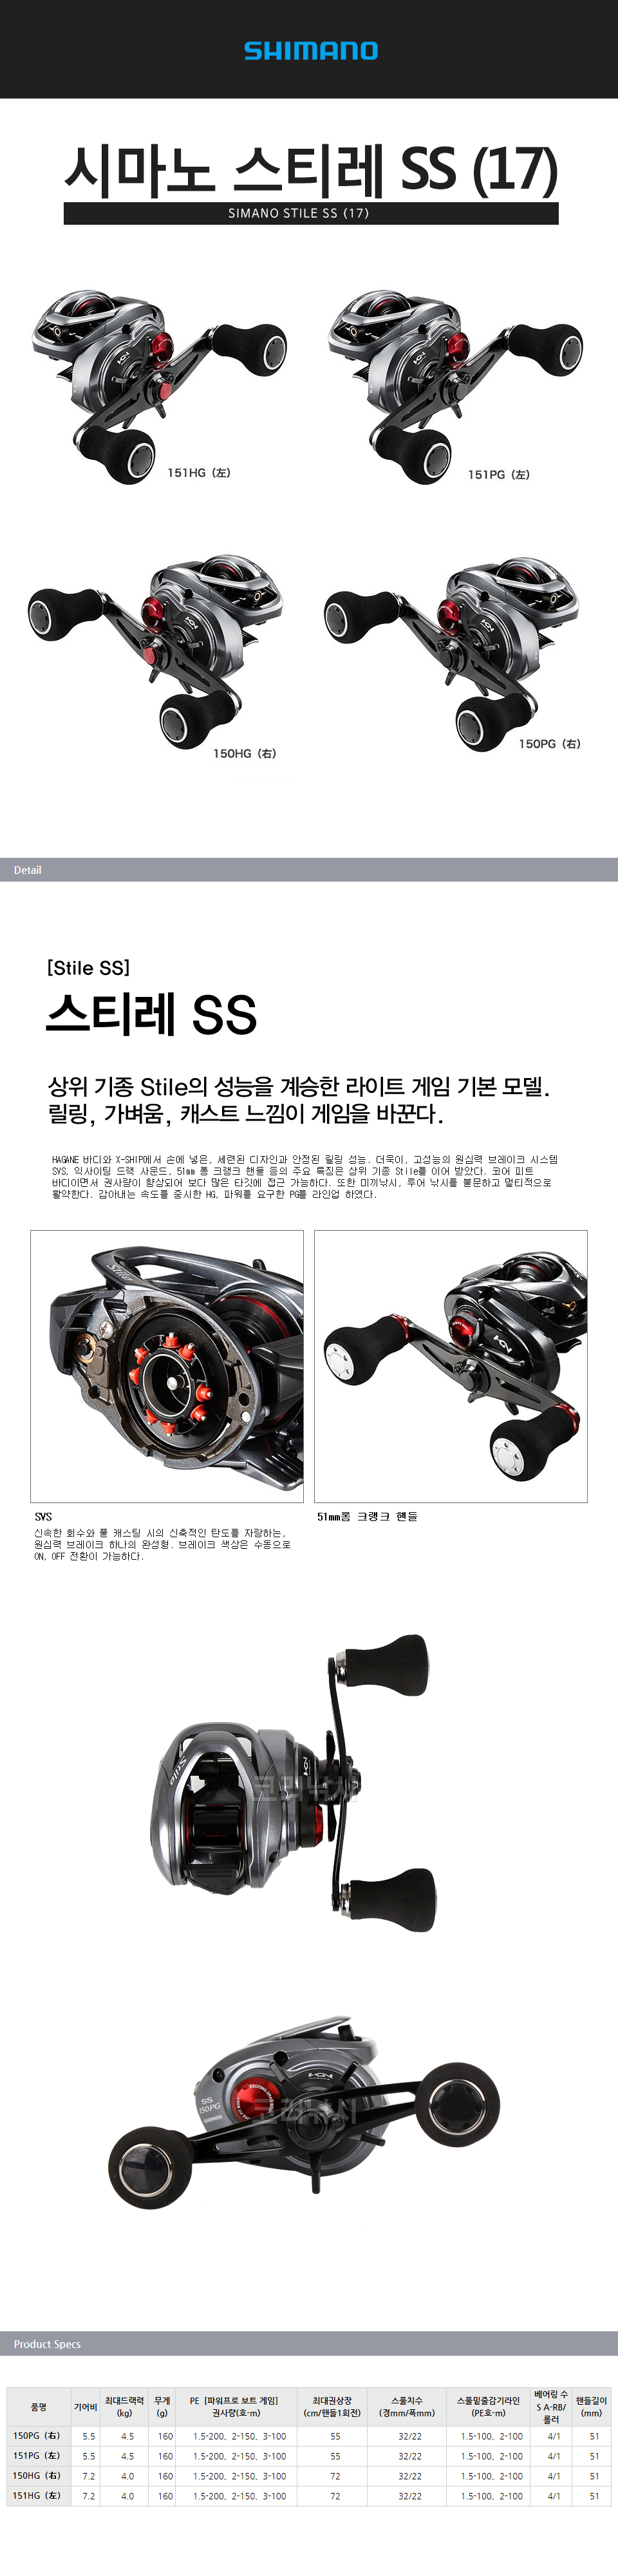 SHIMANO
시마노 스티레 SS (17)
SIMANO STILE SS (17)
151HG (左)
151PG (左)
150HG (右)
150PG (右)
Detail
[Stile SS]
스티레 SS
상위 기종 Stile의 성능을 계승한 라이트 게임 기본 모델.
릴링, 가벼움, 캐스트 느낌이 게임을 바꾼다.
HAGANE 바디와 X-SHIP에서 손에 넣은, 세련된 디자인과 안정된 릴링 성능. 더욱이, 고성능의 원심력 브레이크 시스템
SVS, 익사이팅 드랙 사운드, 51mm 롱 크랭크 핸들 등의 주요 특징은 상위 기종 Stile를 이어 받았다. 코어 피트
바디이면서 권사량이 향상되어 보다 많은 타깃에 접근 가능하다. 또한 미끼낚시, 루어 낚시를 불문하고 멀티적으로
활약한다. 감아내는 속도를 중시한 HG, 파워를 요구한 PG를 라인업 하였다.
Stile
SVS
신속한 회수와 풀 캐스팅 시의 신축적인 탄도를 자랑하는,
원심력 브레이크 하나의 완성형. 브레이크 색상은 수동으로
ON, OFF 전환이 가능하다.
51mm롱 크랭크 핸들
Stile
코리낚시
SS
150PG
SHIMANO
코리낚시
Product Specs
품명 기어비 최대드랙력 (kg) 무게 (g) PE [파워프로 보트 게임] 권사량(호-m) 최대권상장 (cm/핸들1회전) 스풀치수 (경mm/폭mm) 스풀밑줄감기라인 (PE호-m) 베어링 수 S A-RB/ 롤러 핸들길이 (mm)
150PG (右) 5.5 4.5 160 1.5-200, 2-150, 3-100 55 32/22 1.5-100, 2-100 4/1 51
151PG (左) 5.5 4.5 160 1.5-200, 2-150, 3-100 55 32/22 1.5-100, 2-100 4/1 51
150HG (右) 7.2 4.0 160 1.5-200, 2-150, 3-100 72 32/22 1.5-100, 2-100 4/1 51
151HG (左) 7.2 4.0 160 1.5-200, 2-150, 3-100 72 32/22 1.5-100, 2-100 4/1 51